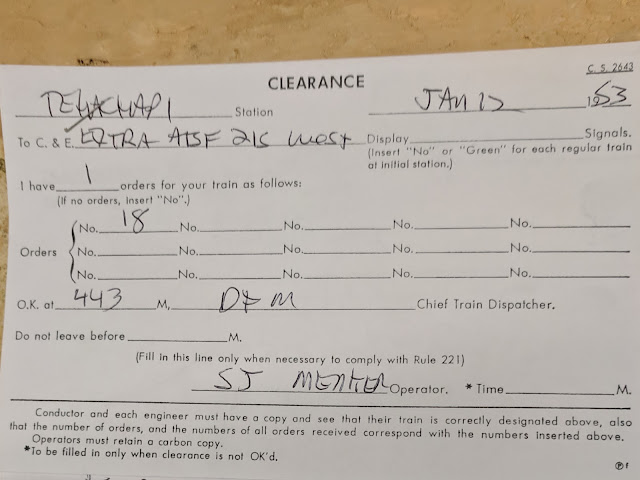 C. S. 2643
CLEARANCE
TEHACHAPI Station JAN 12 1953
To C. & E. EXTRA ATSF 215 West Display Signals.
(Insert "No" or "Green" for each regular train
at initial station.)
I have 1 orders for your train as follows:
(If no orders, insert "No".)
No. 18 No. No. No. No.
Orders No. No. No. No. No.
No. No. No. No. No.
O.K. at 443 M, Chief Train Dispatcher.
Do not leave before M.
(Fill in this line only when necessary to comply with Rule 221)
SJ Operator. * Time M.
Conductor and each engineer must have a copy and see that their train is correctly designated above, also
that the number of orders, and the numbers of all orders received correspond with the numbers inserted above.
Operators must retain a carbon copy.
*To be filled in only when clearance is not OK'd.